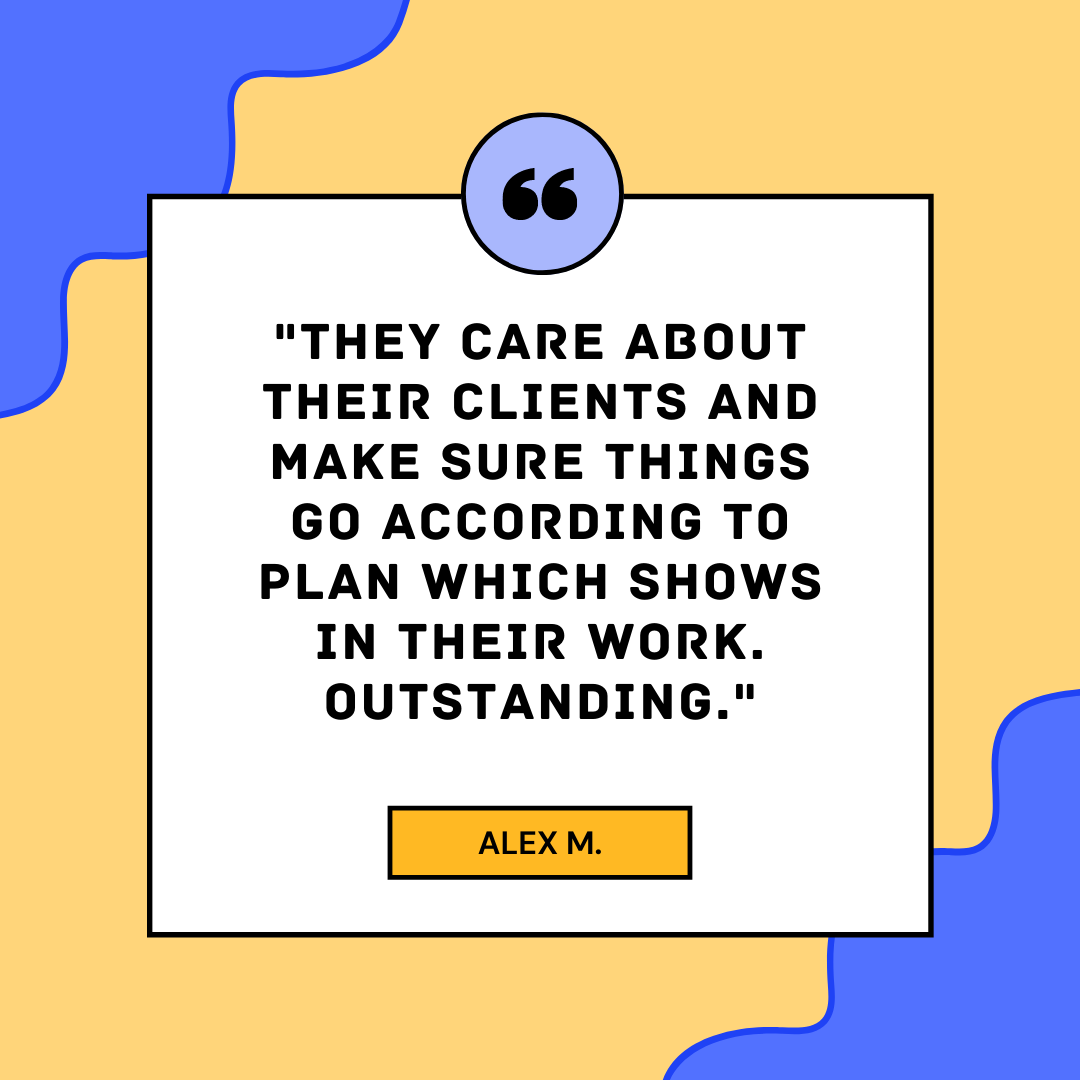 ❝
"THEY CARE ABOUT
THEIR CLIENTS AND
MAKE SURE THINGS
GO ACCORDING TO
PLAN WHICH SHOWS
IN THEIR WORK.
OUTSTANDING."
ALEX M.